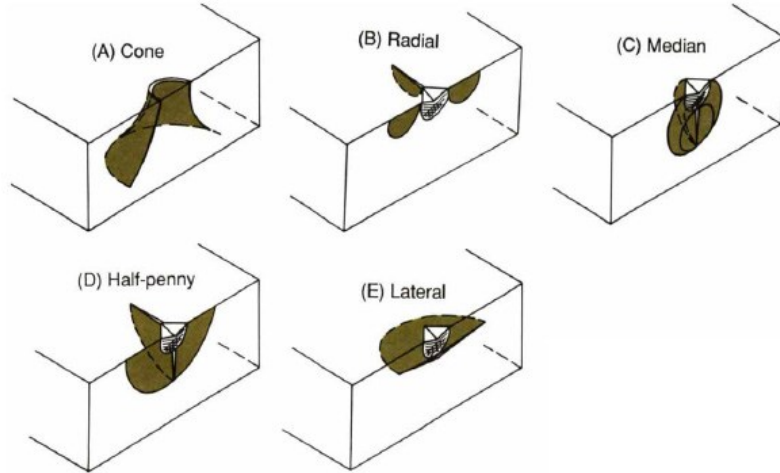 (A) Cone
(B) Radial
(C) Median
(D) Half-penny
(E) Lateral